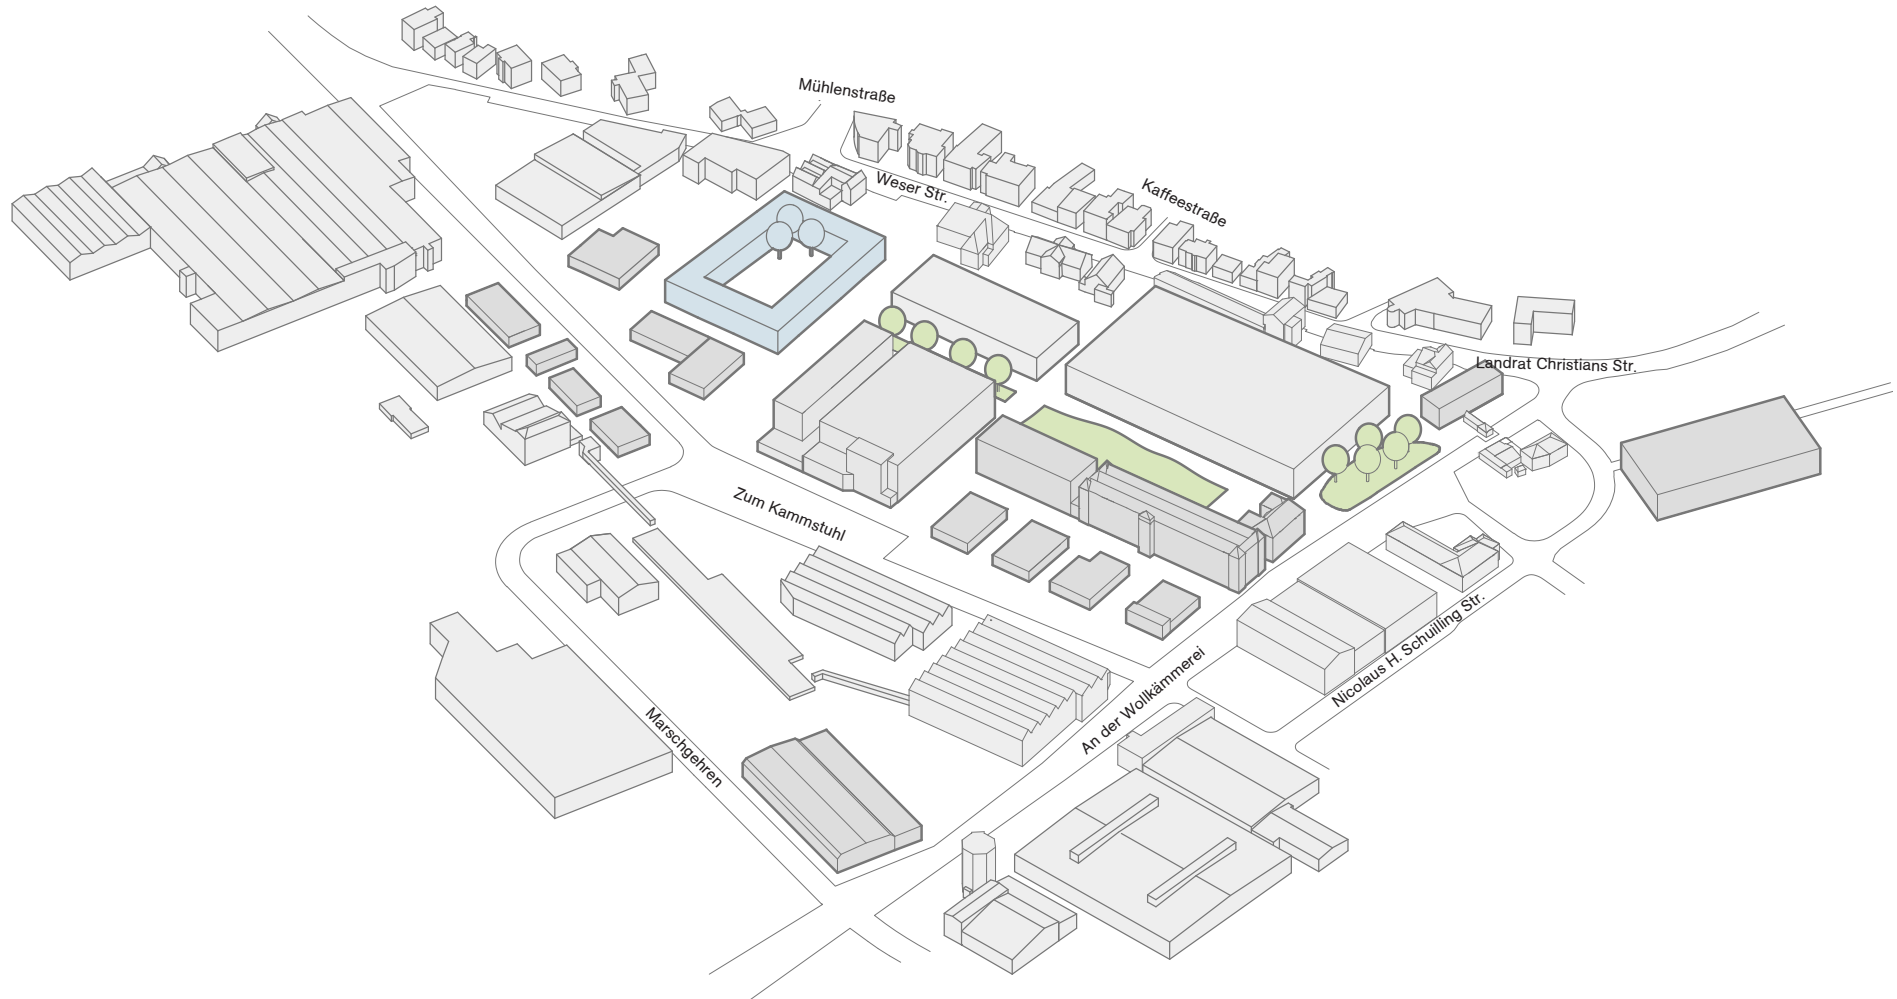 Mühlenstraße
Weser Str.
Kaffeestraße
Landrat Christians Str.
Zum Kammstuhl
Nicolaus H. Schuilling Str.
An der Wollkämmerei
Marschgehren